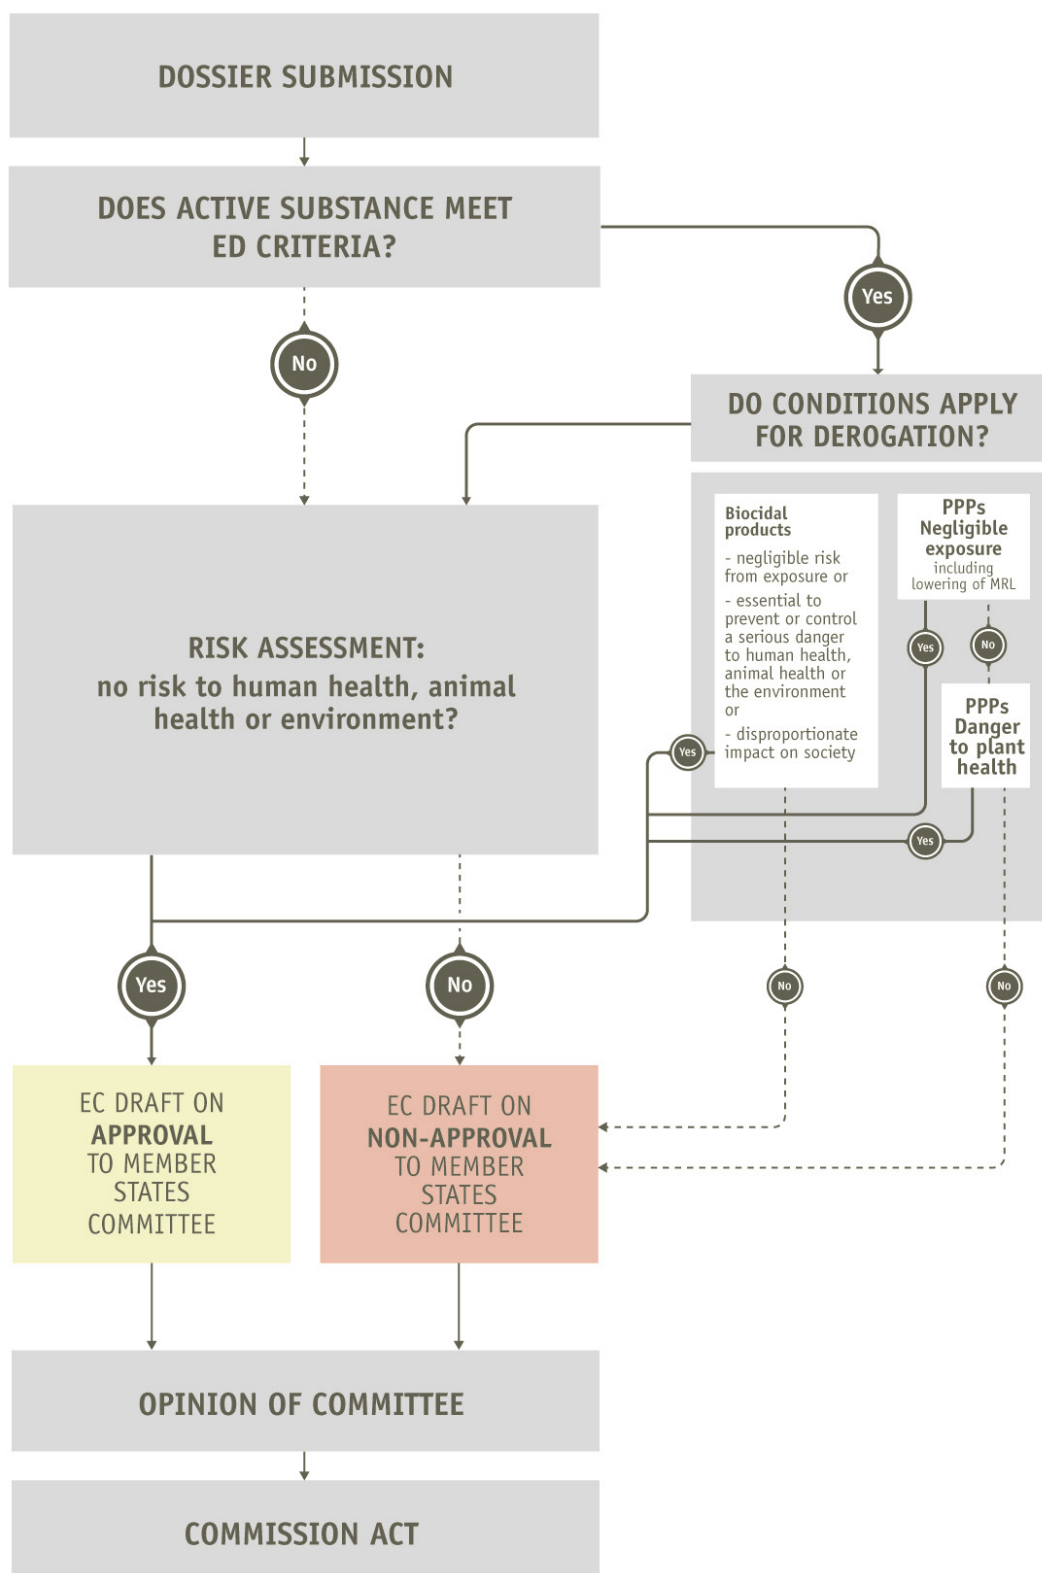 DOSSIER SUBMISSION
DOES ACTIVE SUBSTANCE MEET
ED CRITERIA?
Yes
No
DO CONDITIONS APPLY
FOR DEROGATION?
Biocidal
products
- negligible risk
from exposure or
- essential to
prevent or control
a serious danger
to human health,
animal health or
the environment
or
- disproportionate
impact on society
PPPs
Negligible
exposure
including
lowering of MRL
Yes
No
PPPs
Danger
to plant
health
Yes
Yes
RISK ASSESSMENT:
no risk to human health, animal
health or environment?
Yes
No
No
No
EC DRAFT ON
APPROVAL
TO MEMBER
STATES
COMMITTEE
EC DRAFT ON
NON-APPROVAL
TO MEMBER
STATES
COMMITTEE
OPINION OF COMMITTEE
COMMISSION ACT